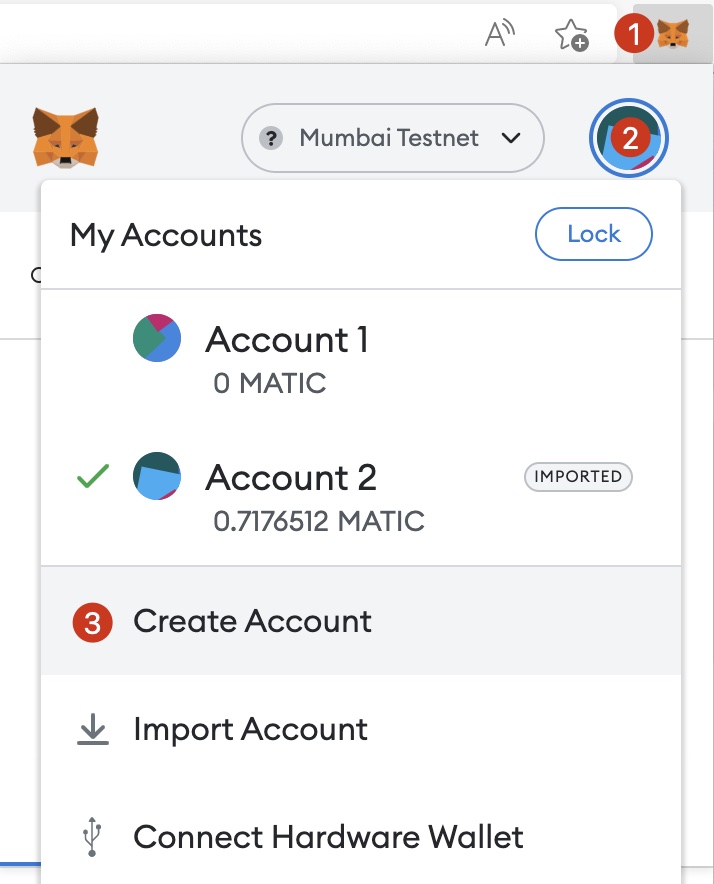 A 1
? Mumbai Testnet 2
My Accounts Lock
Account 1
0 MATIC
Account 2 IMPORTED
0.7176512 MATIC
3 Create Account
Import Account
Connect Hardware Wallet